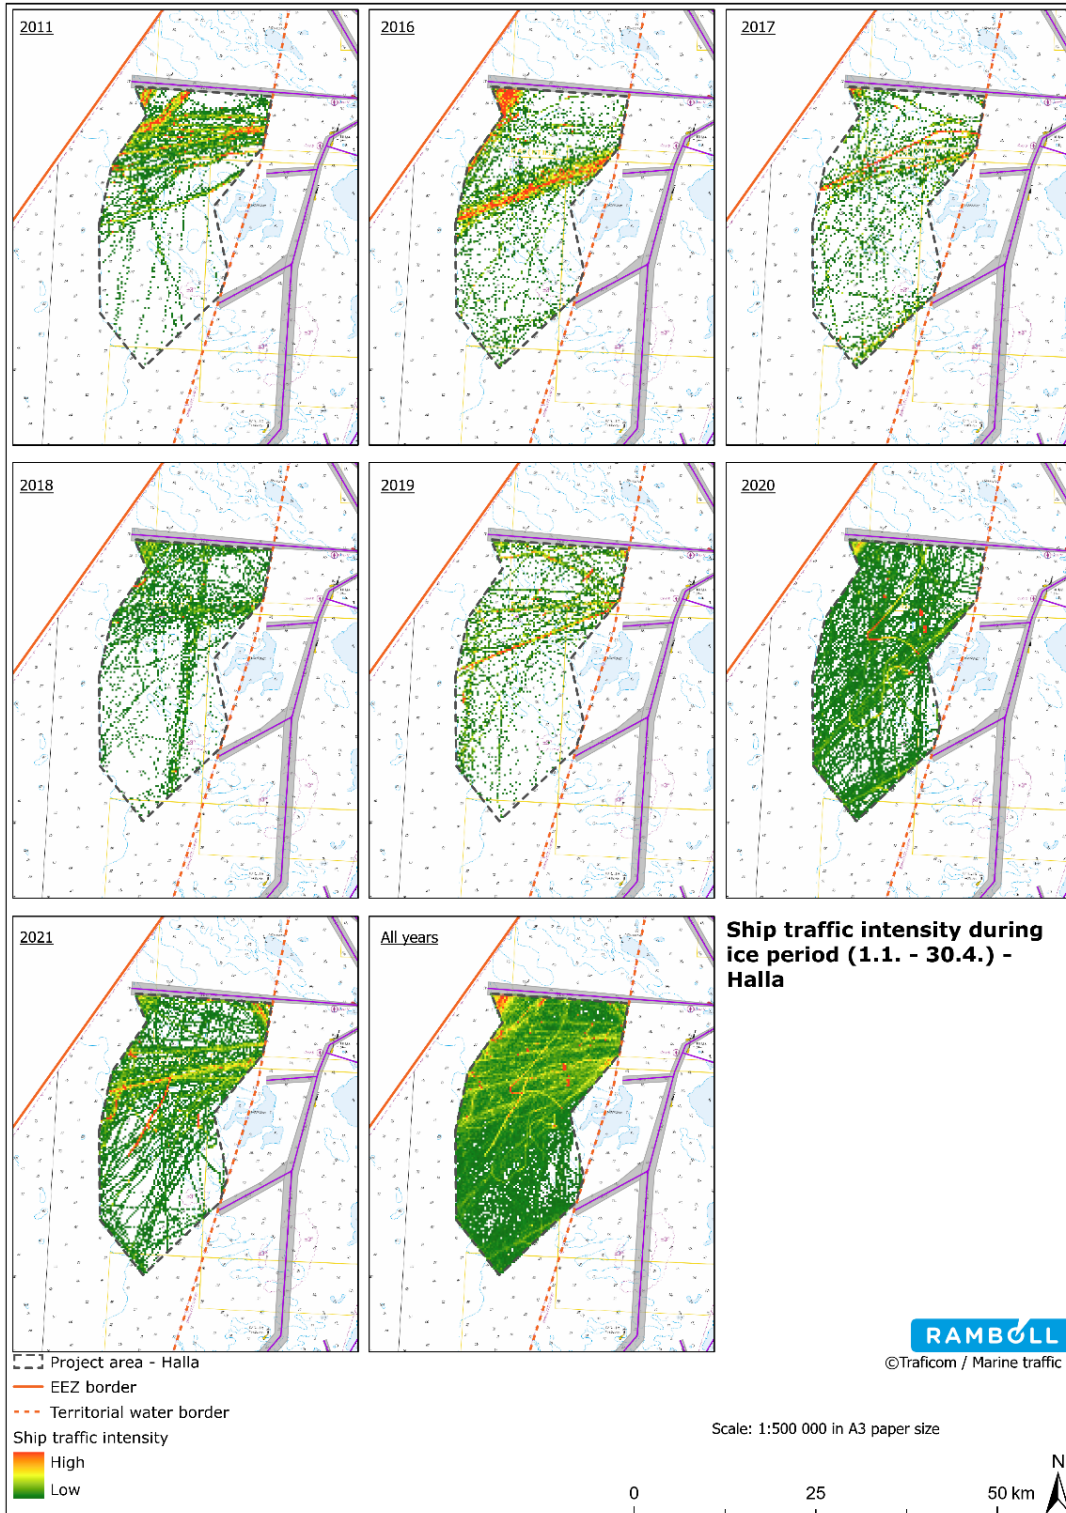 2011
2016
2017
2018
2019
2020
2021
All years
Ship traffic intensity during
ice period (1.1. - 30.4.) -
Halla
RAMBOLL
©Traficom / Marine traffic
Project area - Halla
EEZ border
Territorial water border
Ship traffic intensity
High
Low
Scale: 1:500 000 in A3 paper size
N
0 25 50 km